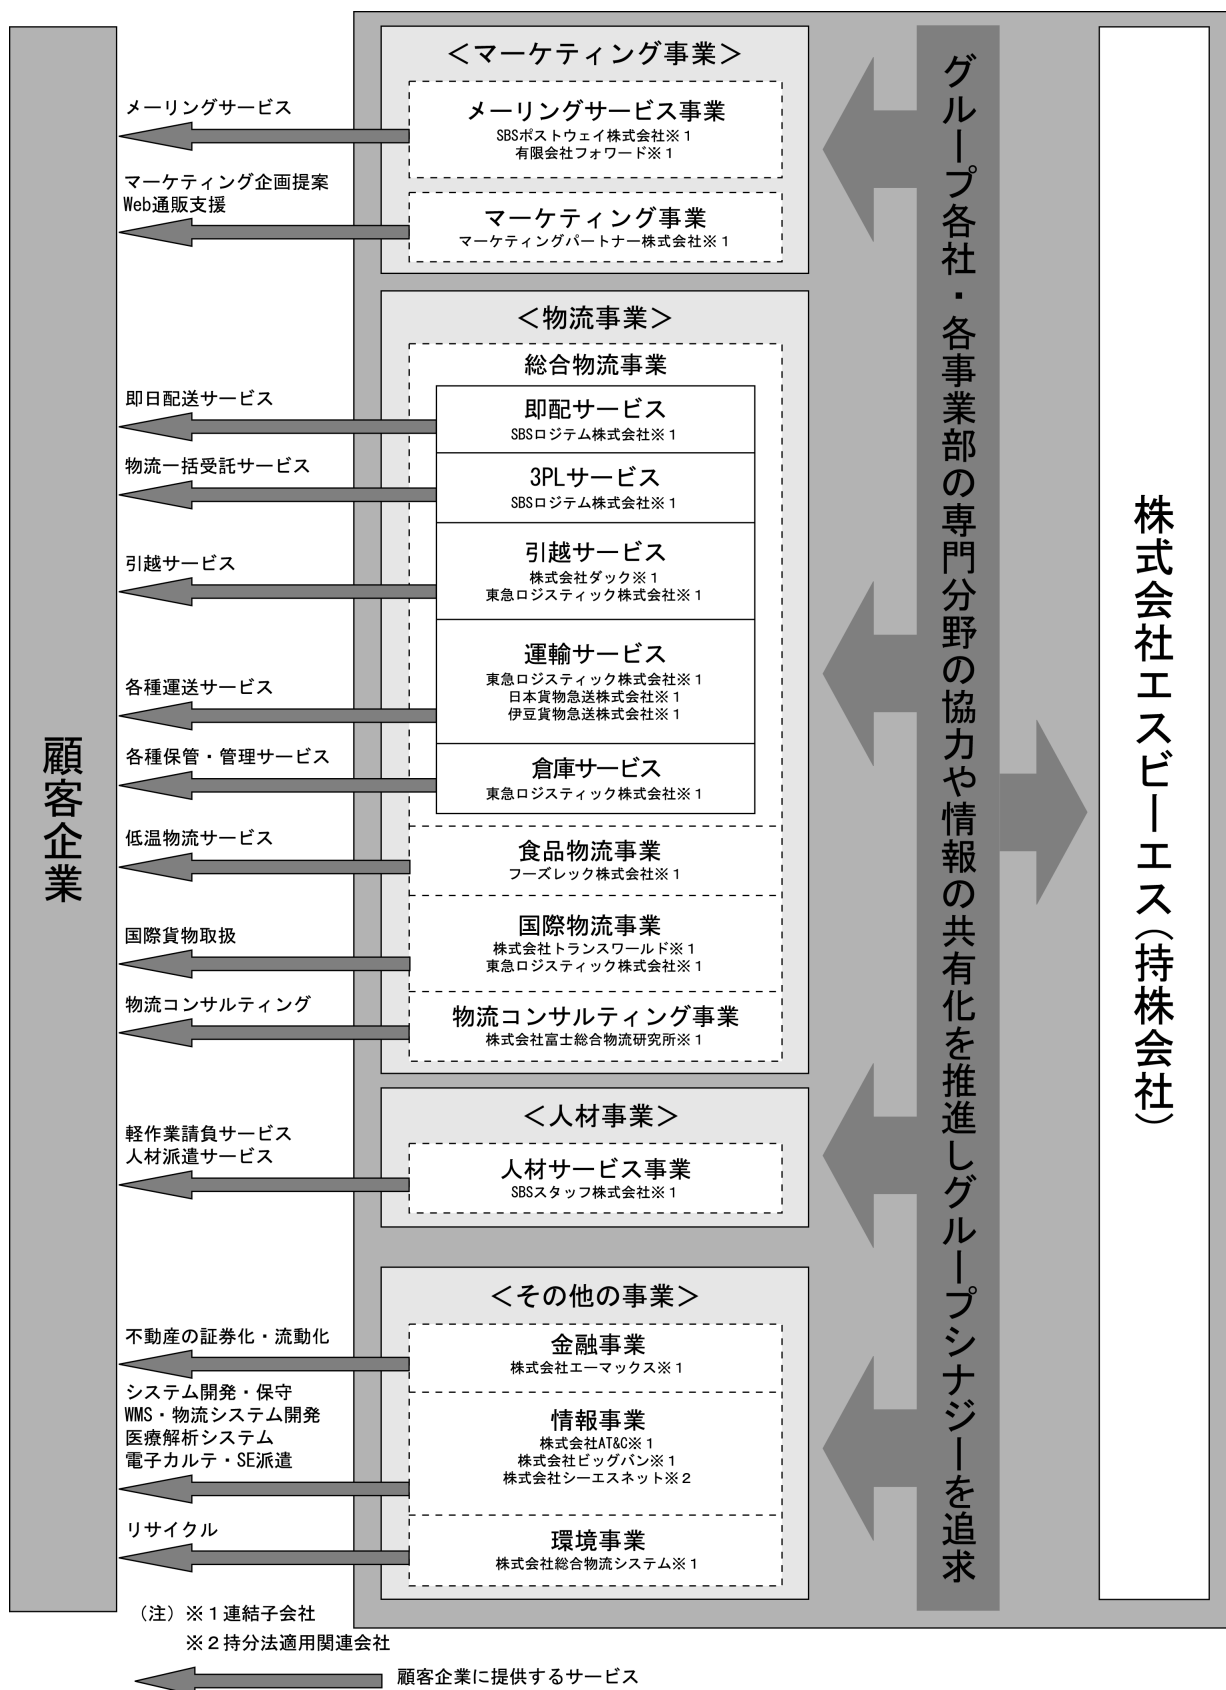 顧客企業
メーリングサービス
マーケティング企画提案
Web通販支援
即日配送サービス
物流一括受託サービス
引越サービス
各種運送サービス
各種保管・管理サービス
低温物流サービス
国際貨物取扱
物流コンサルティング
軽作業請負サービス
人材派遣サービス
不動産の証券化・流動化
システム開発・保守
WMS・物流システム開発
医療解析システム
電子カルテ・SE派遣
リサイクル
＜マーケティング事業＞
メーリングサービス事業
SBSポストウェイ株式会社※１
有限会社フォワード※１
マーケティング事業
マーケティングパートナー株式会社※１
＜物流事業＞
総合物流事業
即配サービス
SBSロジテム株式会社※１
3PLサービス
SBSロジテム株式会社※１
引越サービス
株式会社ダック※１
東急ロジスティック株式会社※１
運輸サービス
東急ロジスティック株式会社※１
日本貨物急送株式会社※１
伊豆貨物急送株式会社※１
倉庫サービス
東急ロジスティック株式会社※１
食品物流事業
フーズレック株式会社※１
国際物流事業
株式会社トランスワールド※１
東急ロジスティック株式会社※１
物流コンサルティング事業
株式会社富士総合物流研究所※１
＜人材事業＞
人材サービス事業
SBSスタッフ株式会社※１
＜その他の事業＞
金融事業
株式会社エーマックス※１
情報事業
株式会社AT&C※１
株式会社ビッグバン※１
株式会社シーエスネット※２
環境事業
株式会社総合物流システム※１
グループ各社・各事業部の専門分野の協力や情報の共有化を推進しグループシナジーを追求
株式会社エスビーエス（持株会社）
（注）※１連結子会社
※２持分法適用関連会社
顧客企業に提供するサービス